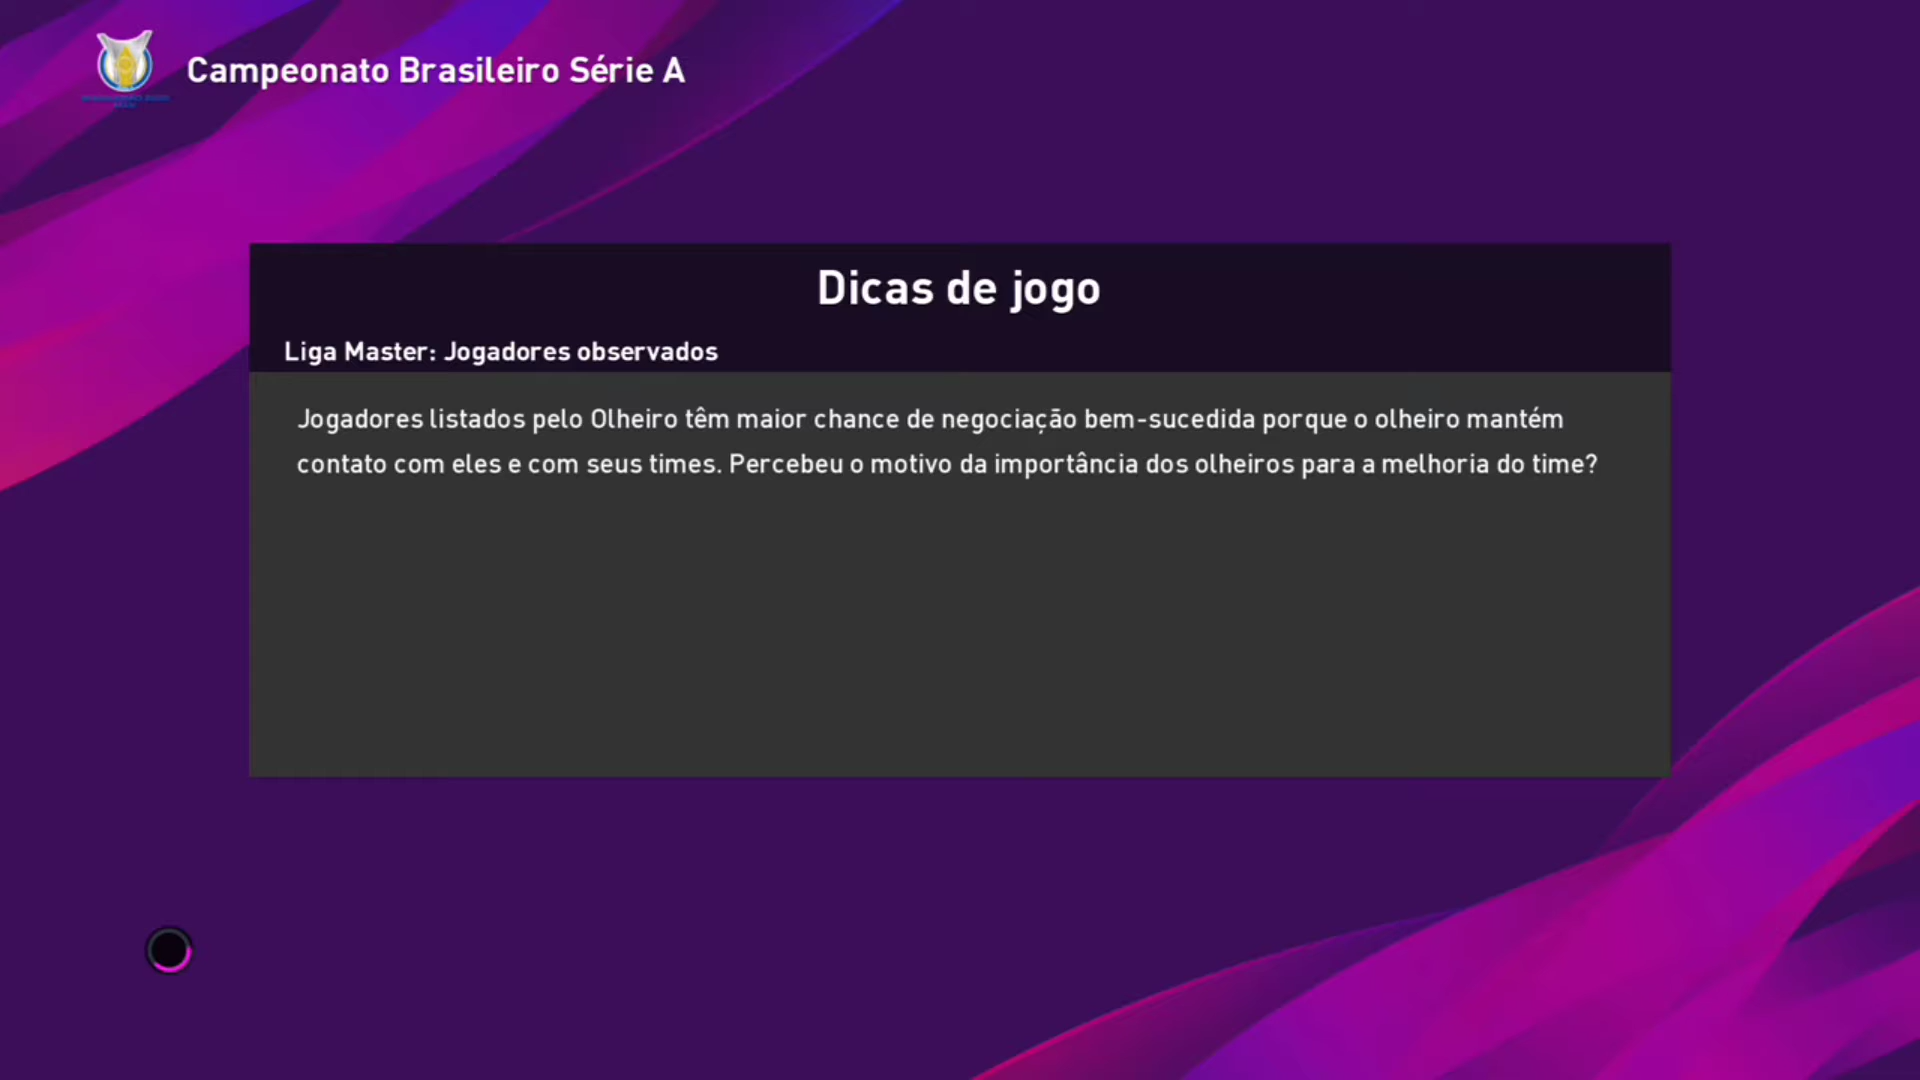 Campeonato Brasileiro Série A
Dicas de jogo
Liga Master: Jogadores observados
Jogadores listados pelo Olheiro têm maior chance de negociação bem-sucedida porque o olheiro mantém
contato com eles e com seus times. Percebeu o motivo da importância dos olheiros para a melhoria do time?